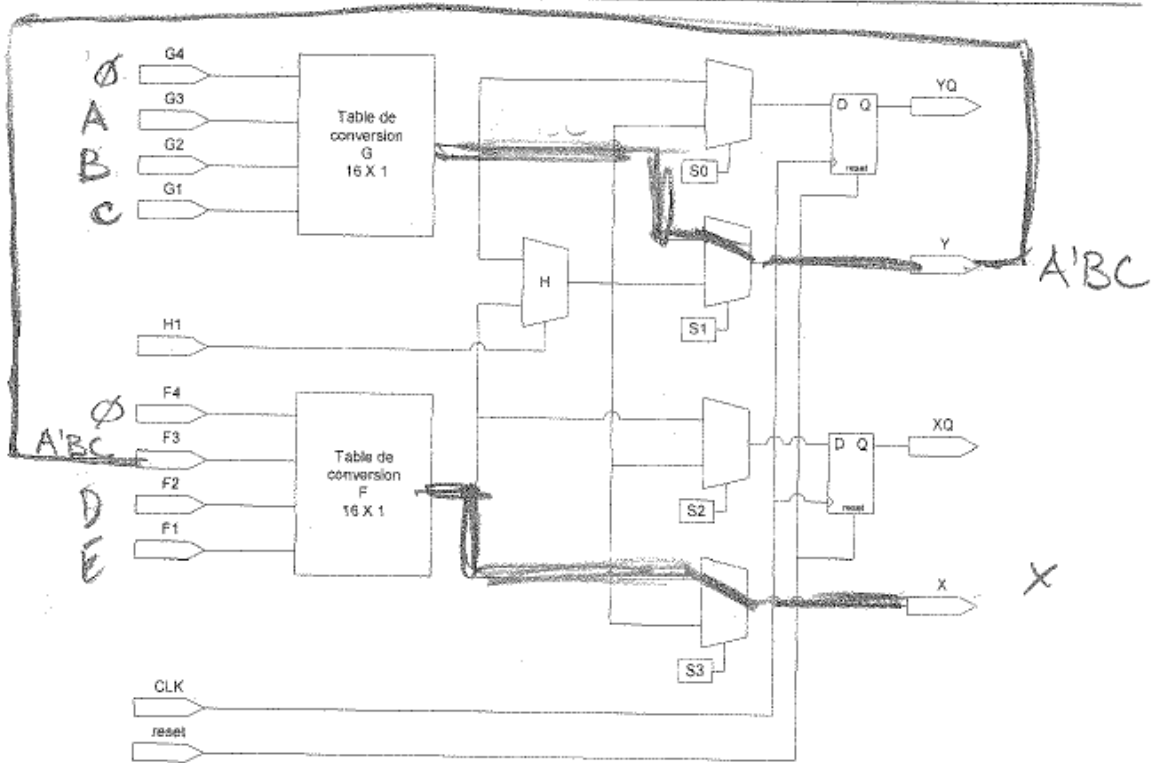 Ø G4
A G3
B G2
C G1
Table de
conversion
G
16 X 1
S0
D Q
reset
YQ
H
S1
Y
A'BC
H1
Ø F4
A'BC F3
D F2
E F1
Table de
conversion
F
16 X 1
S2
D Q
reset
XQ
S3
X
X
CLK
reset